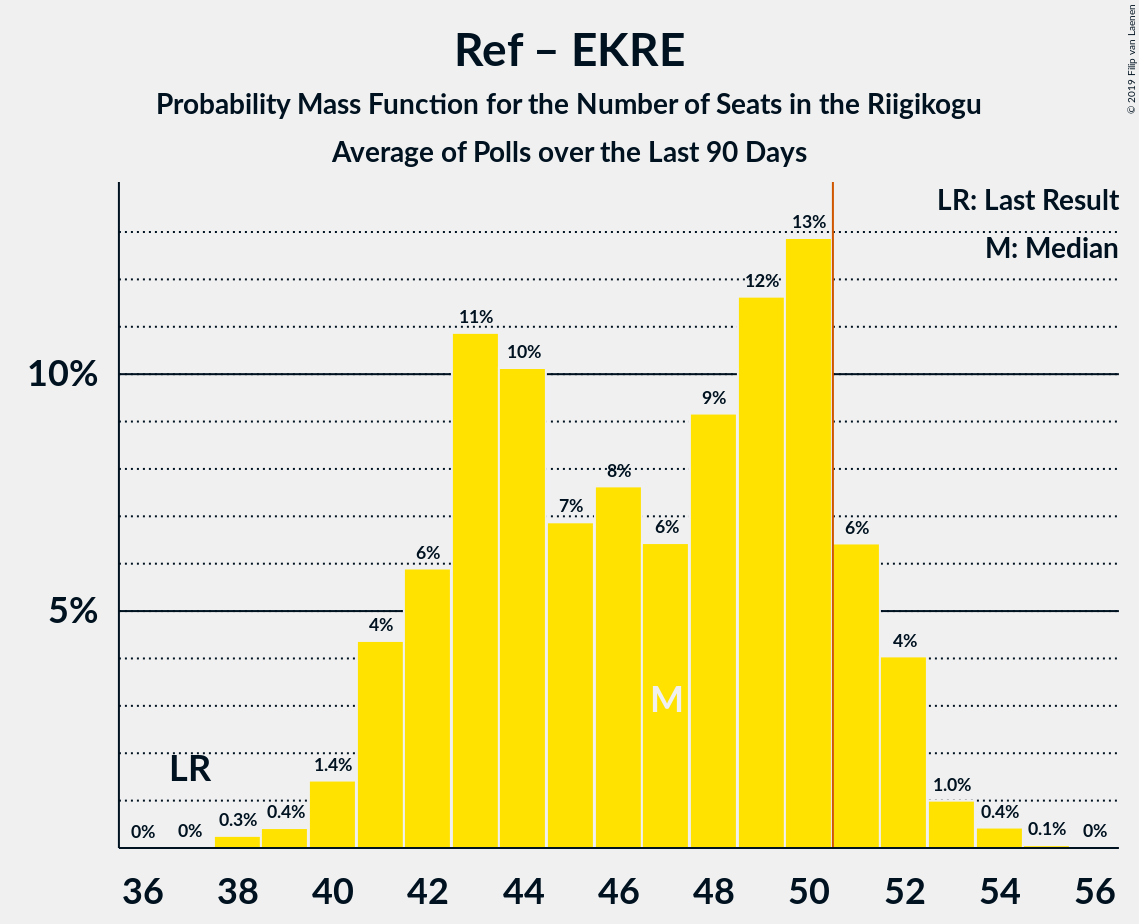 Ref – EKRE
Probability Mass Function for the Number of Seats in the Riigikogu
Average of Polls over the Last 90 Days
© 2019 Filip van Laenen
LR: Last Result
M: Median
10%
5%
0%
0%
0.3%
0.4%
1.4%
4%
6%
11%
10%
7%
8%
6%
9%
12%
13%
6%
4%
1.0%
0.4%
0.1%
0%
LR
M
36 38 40 42 44 46 48 50 52 54 56